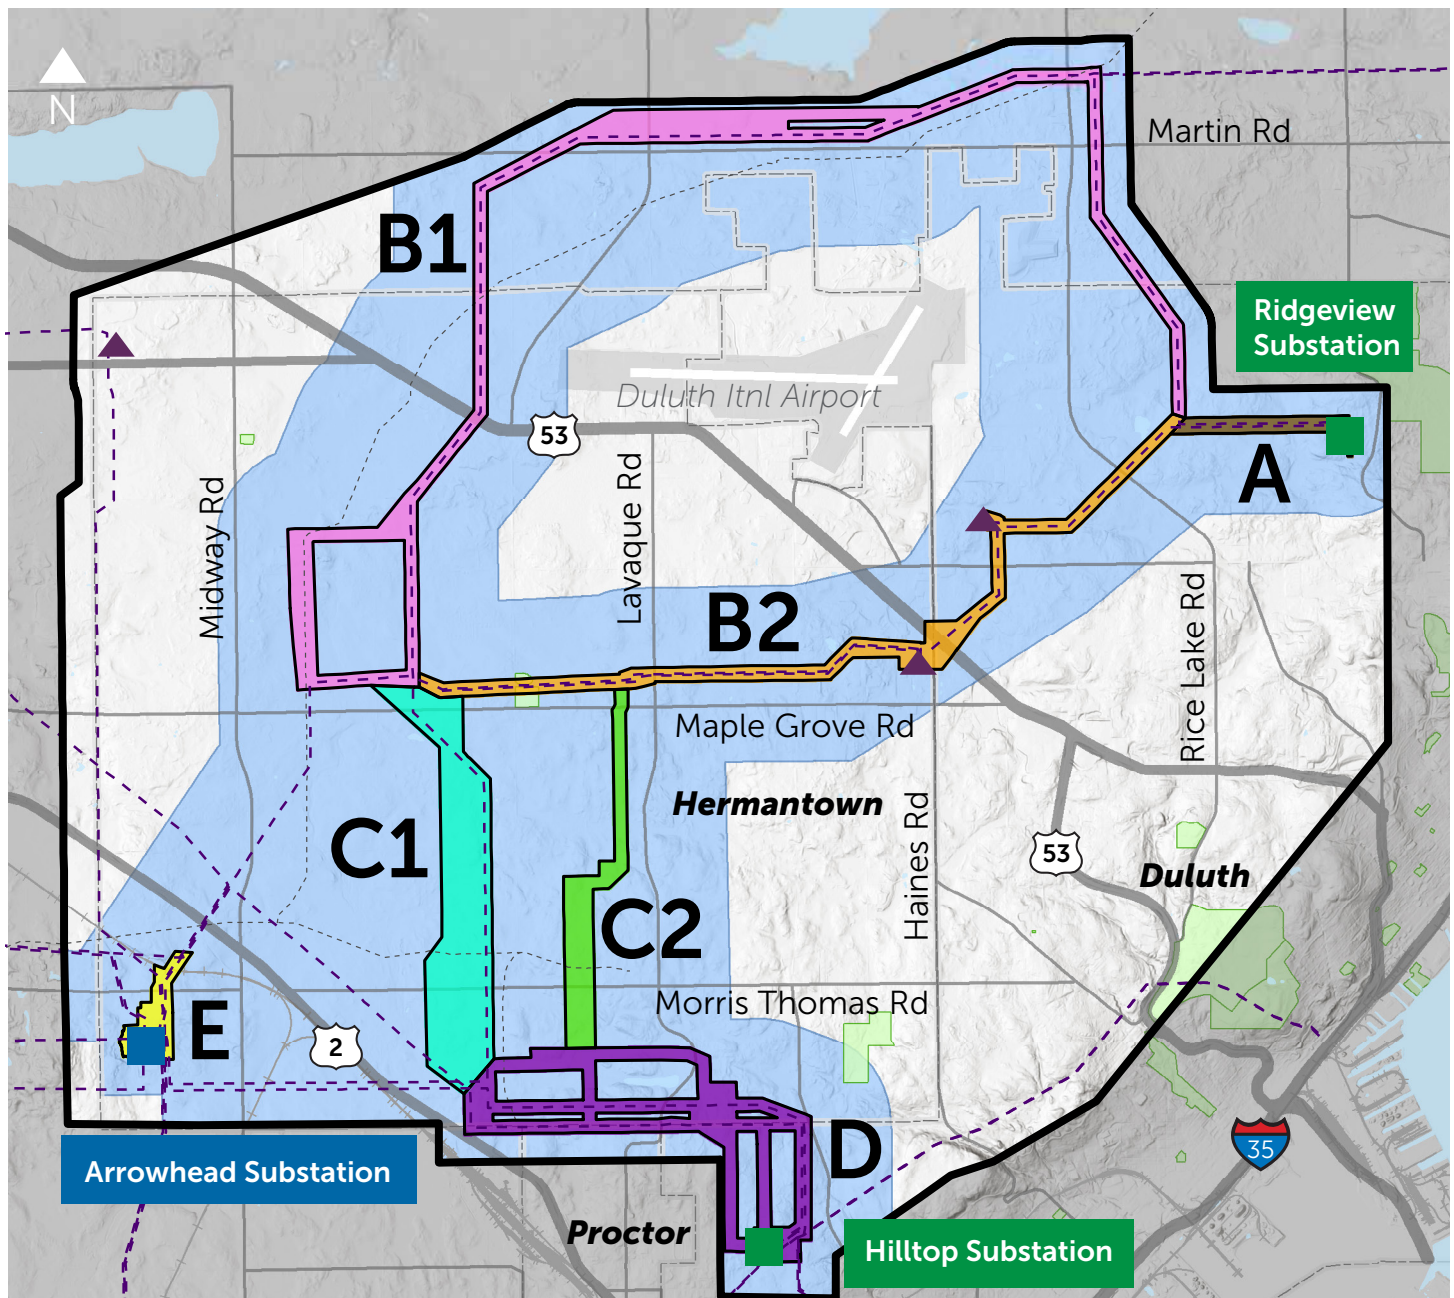 N
Martin Rd
B1
Ridgeview
Substation
Duluth Itnl Airport
53
A
Midway Rd
Lavaque Rd
B2
Rice Lake Rd
Maple Grove Rd
Hermantown
Haines Rd
53
C1
Duluth
C2
Morris Thomas Rd
E
2
D
35
Arrowhead Substation
Proctor
Hilltop Substation